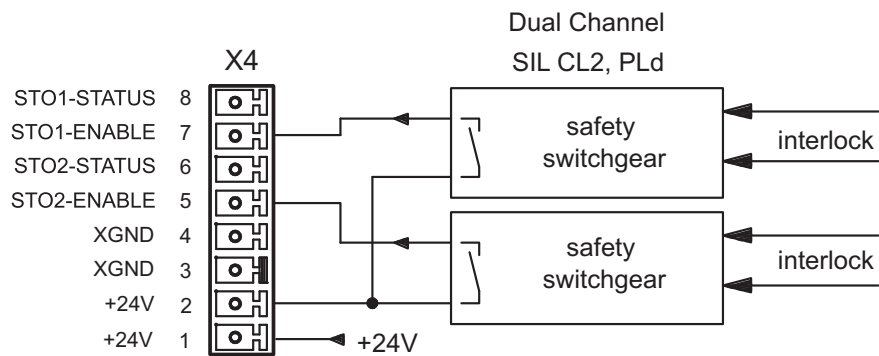 Dual Channel
SIL CL2, PLd
X4
STO1-STATUS 8
STO1-ENABLE 7
STO2-STATUS 6
STO2-ENABLE 5
XGND 4
XGND 3
+24V 2
+24V 1
+24V
safety
switchgear
interlock
safety
switchgear
interlock